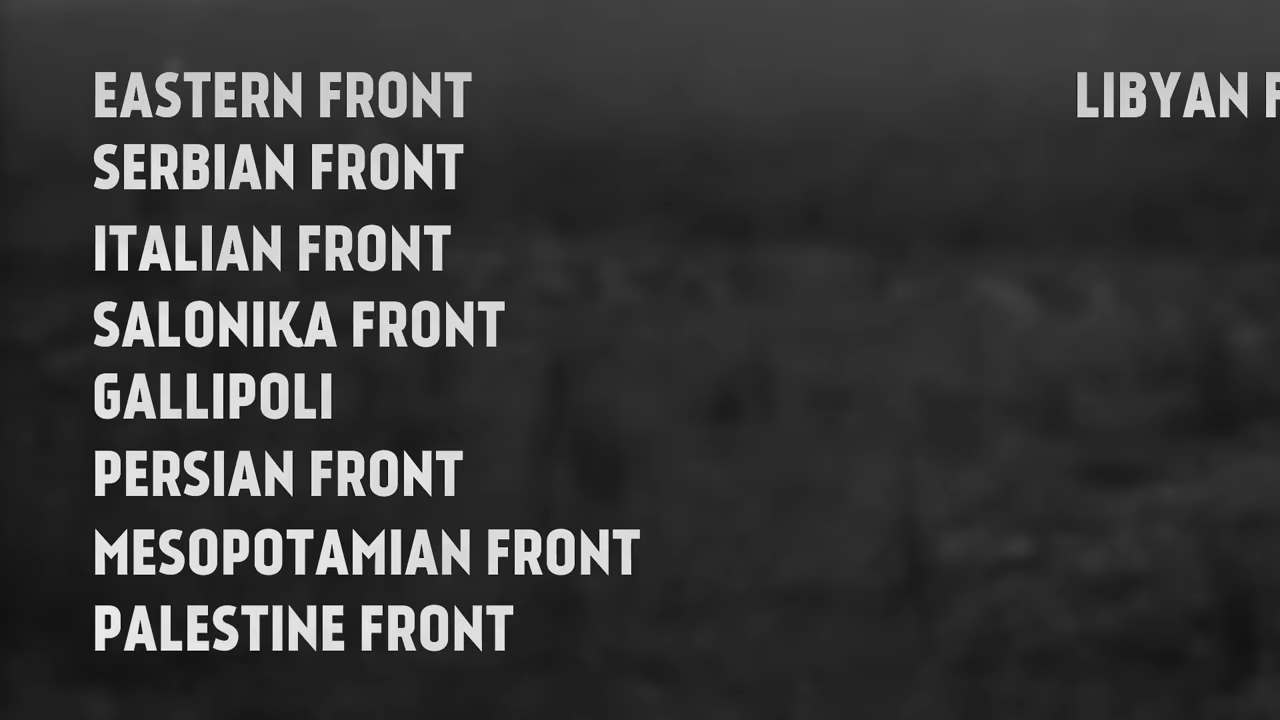 EASTERN FRONT
SERBIAN FRONT
ITALIAN FRONT
SALONIKA FRONT
GALLIPOLI
PERSIAN FRONT
MESOPOTAMIAN FRONT
PALESTINE FRONT
LIBYAN